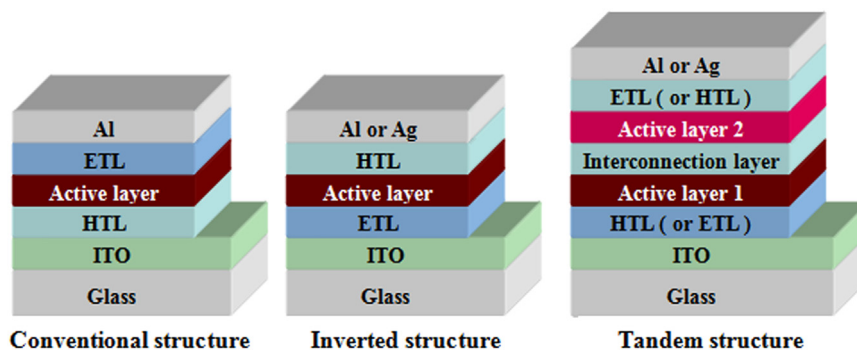 Al
ETL
Active layer
HTL
ITO
Glass
Conventional structure
Al or Ag
HTL
Active layer
ETL
ITO
Glass
Inverted structure
Al or Ag
ETL ( or HTL )
Active layer 2
Interconnection layer
Active layer 1
HTL ( or ETL )
ITO
Glass
Tandem structure